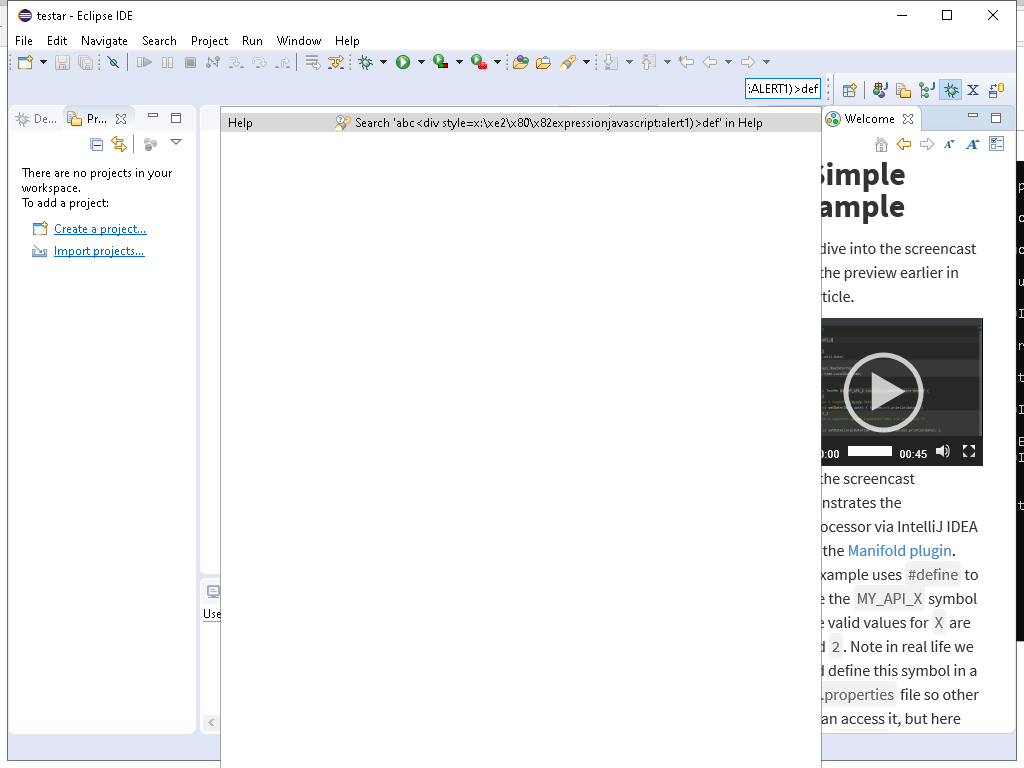 testar - Eclipse IDE
File Edit Navigate Search Project Run Window Help
:ALERT1)>def
De... Pr...
Help Search 'abc<div style=x:\xe2\x80\x82expressionjavascript:alert1)>def' in Help
Welcome
There are no projects in your
workspace.
To add a project:
Create a project...
Import projects...
Use
Simple
ample
dive into the screencast
the preview earlier in
ticle.
0:00 00:45
the screencast
nstrates the
ocessor via IntelliJ IDEA
the Manifold plugin.
xample uses #define to
e the MY_API_X symbol
e valid values for X are
d 2. Note in real life we
d define this symbol in a
.properties file so other
an access it, but here